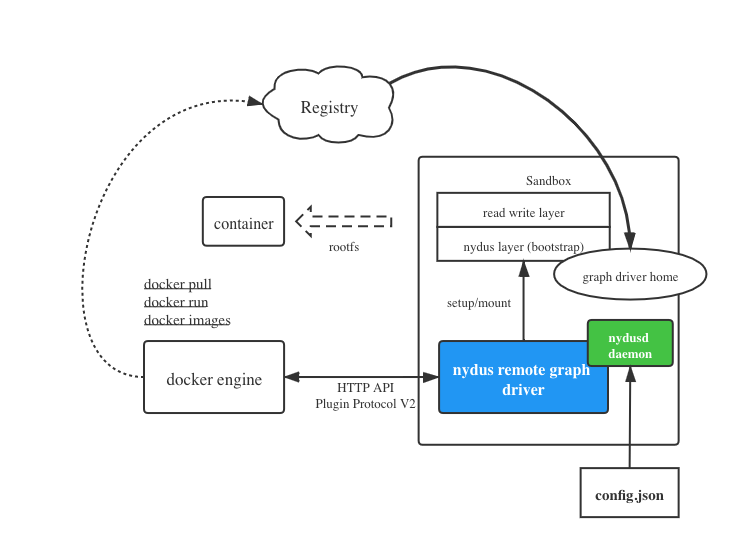 Registry
Sandbox
read write layer
nydus layer (bootstrap)
container
rootfs
graph driver home
docker pull
docker run
docker images
setup/mount
nydusd
daemon
docker engine
HTTP API
Plugin Protocol V2
nydus remote graph
driver
config.json